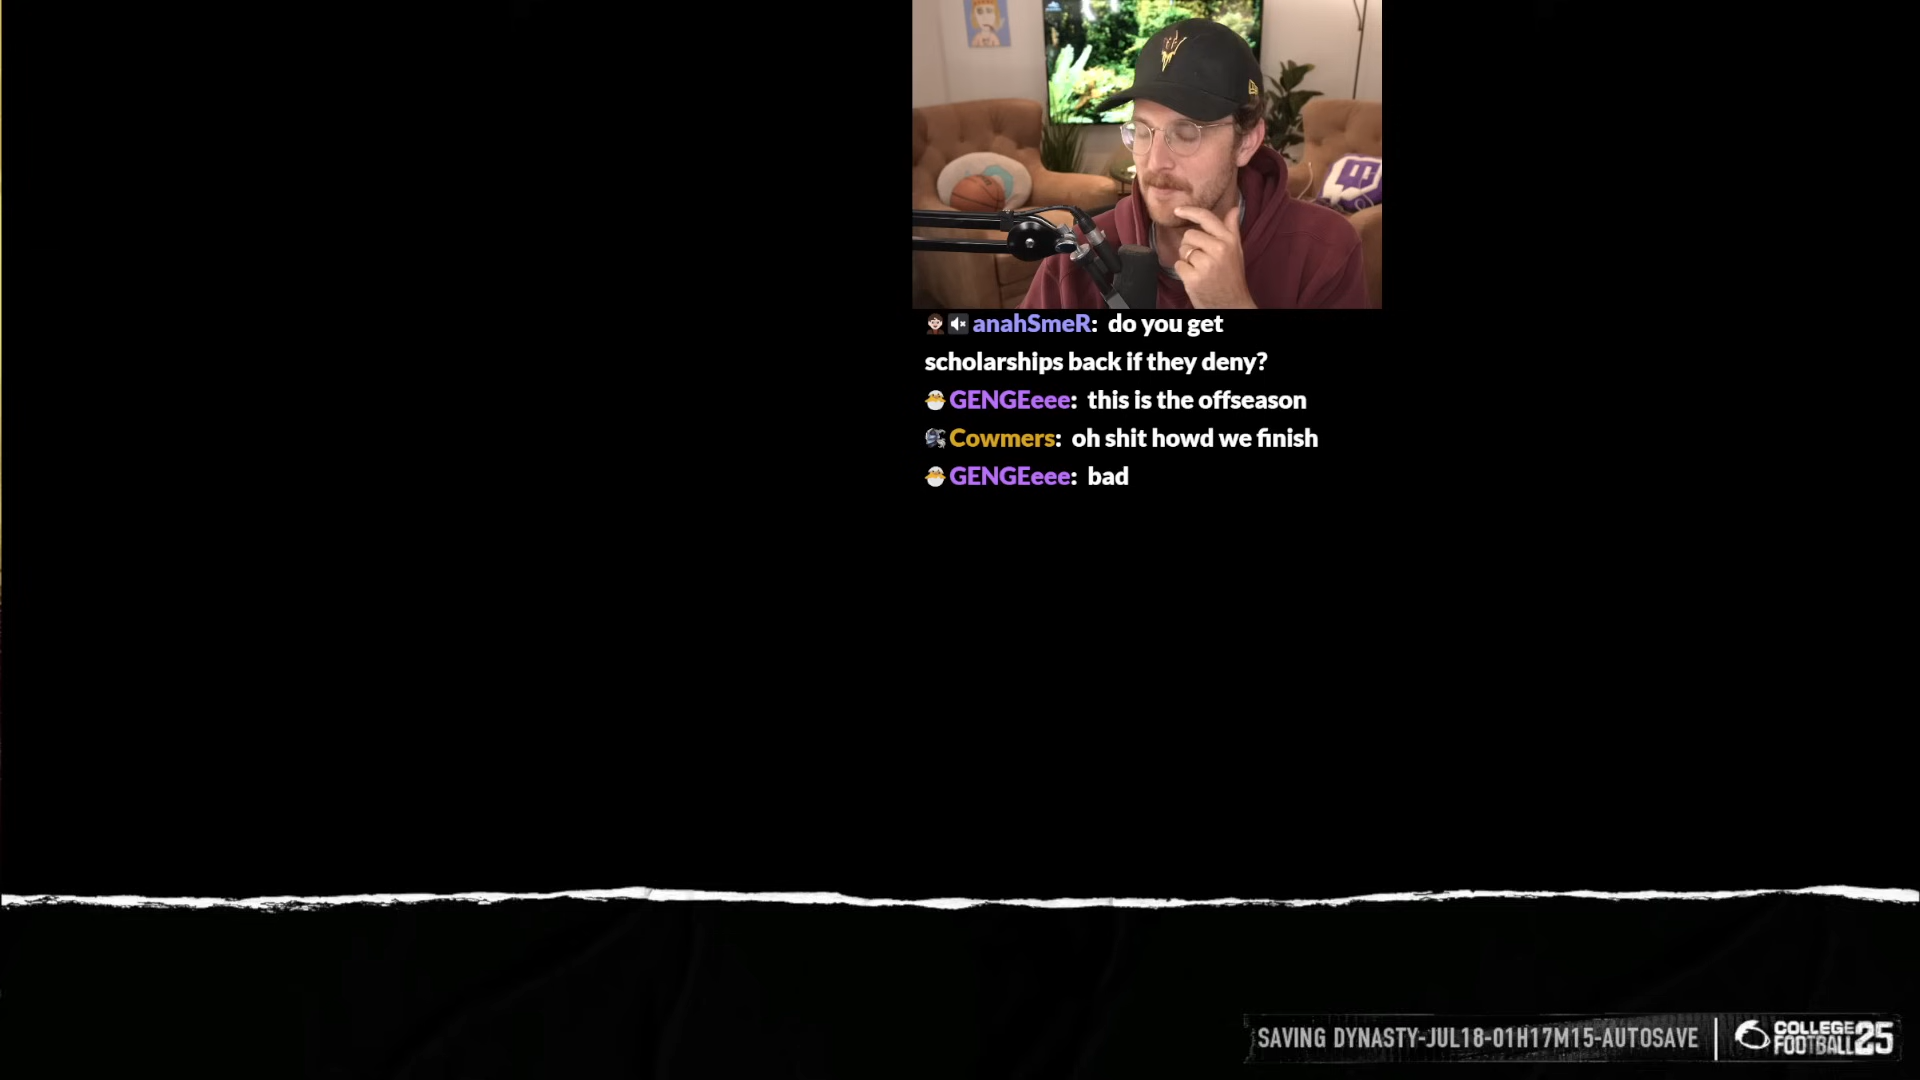 anahSmeR: do you get
scholarships back if they deny?
GENGEeee: this is the offseason
Cowmers: oh shit howd we finish
GENGEeee: bad
SAVING DYNASTY-JUL18-01H17M15-AUTOSAVE
COLLEGE
FOOTBALL 25